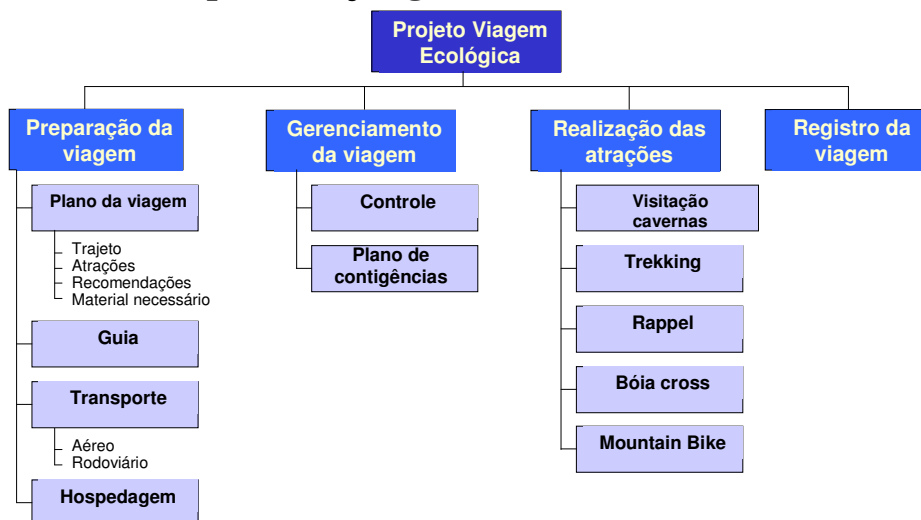 Projeto Viagem
Ecológica
Preparação da
viagem
Gerenciamento
da viagem
Realização das
atrações
Registro da
viagem
Plano da viagem
Trajeto
Atrações
Recomendações
Material necessário
Guia
Transporte
Aéreo
Rodoviário
Hospedagem
Controle
Plano de
contigências
Visitação
cavernas
Trekking
Rappel
Bóia cross
Mountain Bike